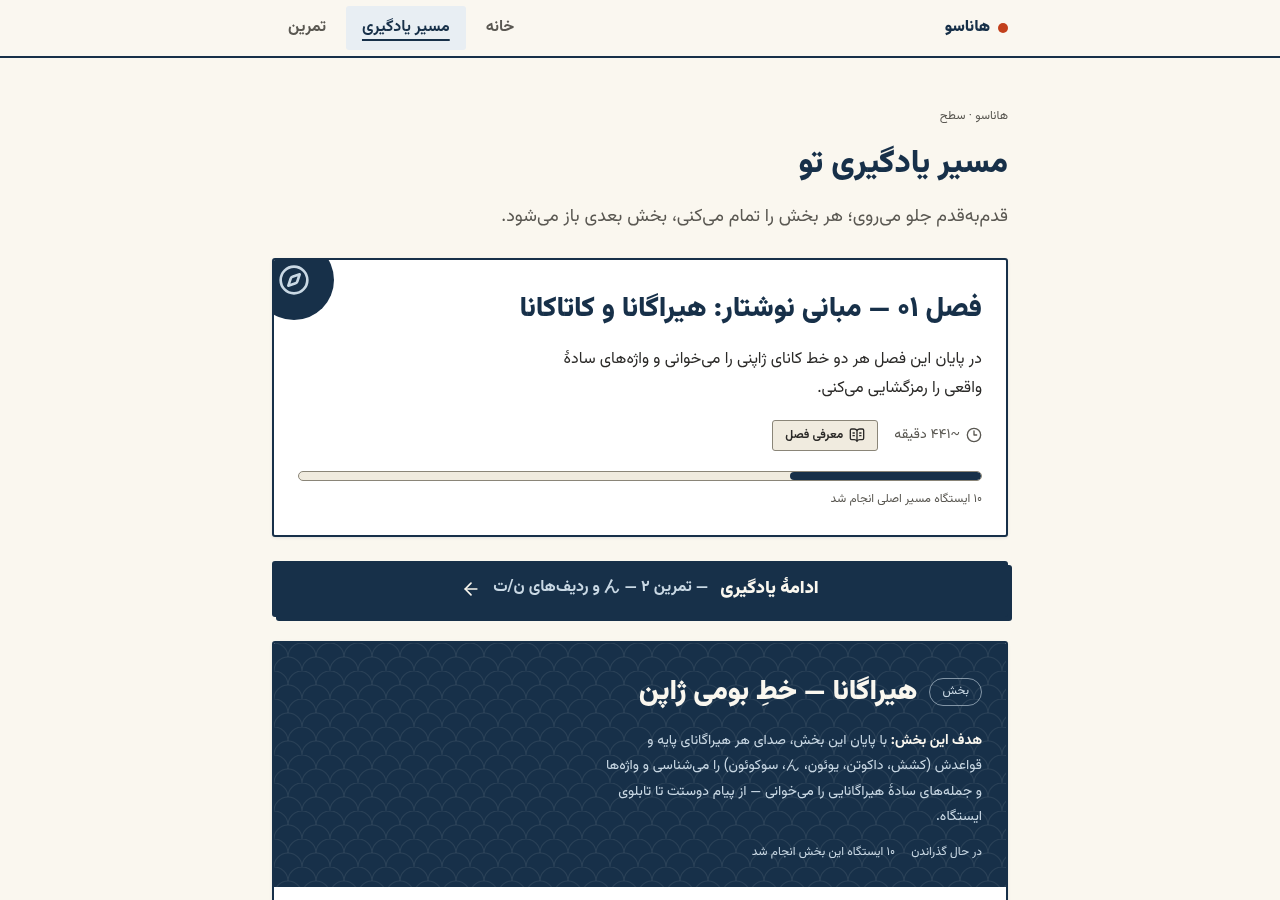 هاناسو
خانه
مسیر یادگیری
تمرین
هاناسو · سطح
مسیر یادگیری تو
قدم‌به‌قدم جلو می‌روی؛ هر بخش را تمام می‌کنی، بخش بعدی باز می‌شود.
فصل ۰۱ — مبانی نوشتار: هیراگانا و کاتاکانا
در پایان این فصل هر دو خط کانای ژاپنی را می‌خوانی و واژه‌های سادهٔ
واقعی را رمزگشایی می‌کنی.
~۴۴۱ دقیقه
معرفی فصل
۱۰ ایستگاه مسیر اصلی انجام شد
ادامهٔ یادگیری — تمرین ۲ — ん و ردیف‌های ن/ت
بخش
هیراگانا — خطِ بومی ژاپن
هدف این بخش: با پایان این بخش، صدای هر هیراگانای پایه و
قواعدش (کشش، داکوتن، یوئون، ん، سوکوئون) را می‌شناسی و واژه‌ها
و جمله‌های سادهٔ هیراگانایی را می‌خوانی — از پیام دوستت تا تابلوی
ایستگاه.
در حال گذراندن
۱۰ ایستگاه این بخش انجام شد